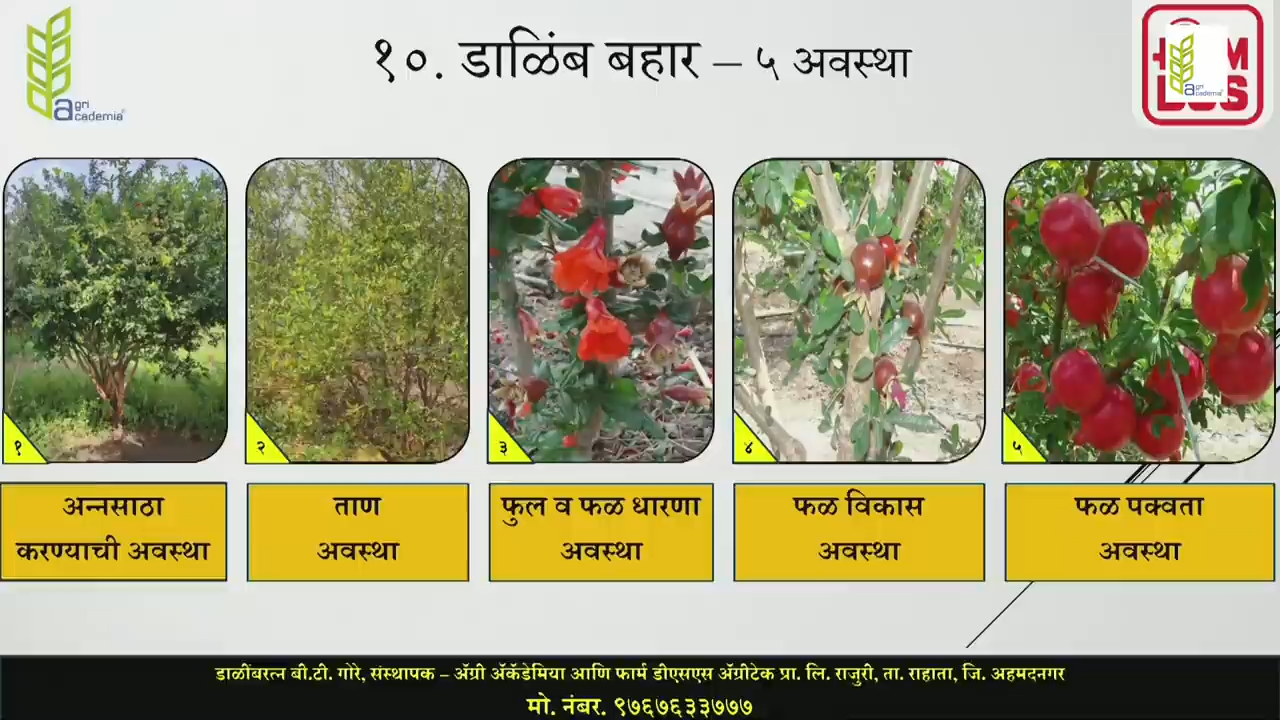 agri
academia
१०. डाळिंब बहार – ५ अवस्था
१
२
३
४
५
अन्नसाठा
करण्याची अवस्था
ताण
अवस्था
फुल व फळ धारणा
अवस्था
फळ विकास
अवस्था
फळ पक्वता
अवस्था
डाळींबरत्न बी.टी. गोरे, संस्थापक – ॲग्री ॲकॅडेमिया आणि फार्म डीएसएस ॲग्रीटेक प्रा. लि. राजुरी, ता. राहाता, जि. अहमदनगर
मो. नंबर. ९७६७६३३७७७